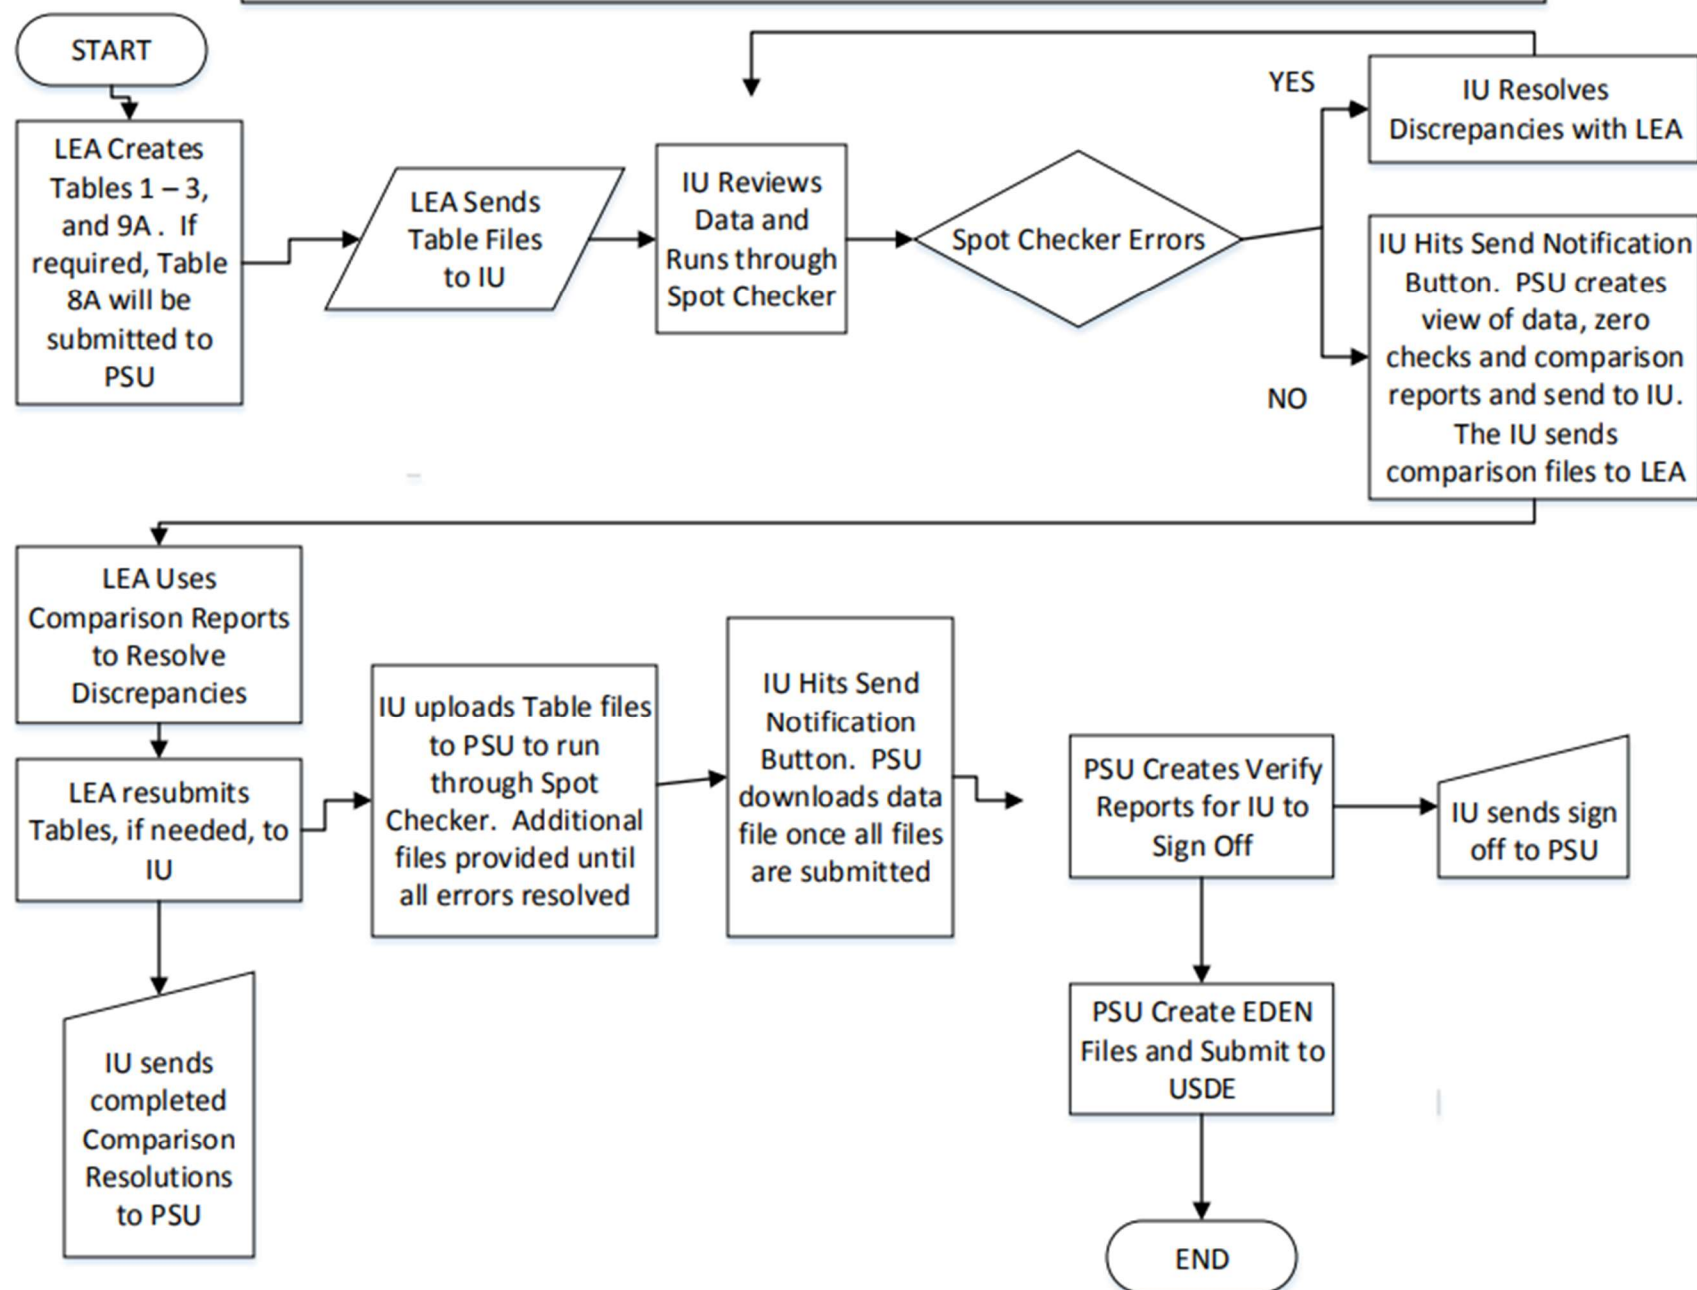 START
LEA Creates
Tables 1 – 3,
and 9A . If
required, Table
8A will be
submitted to
PSU
LEA Sends
Table Files
to IU
IU Reviews
Data and
Runs through
Spot Checker
Spot Checker Errors
YES
IU Resolves
Discrepancies with LEA
NO
IU Hits Send Notification
Button. PSU creates
view of data, zero
checks and comparison
reports and send to IU.
The IU sends
comparison files to LEA
LEA Uses
Comparison Reports
to Resolve
Discrepancies
LEA resubmits
Tables, if needed, to
IU
IU sends
completed
Comparison
Resolutions
to PSU
IU uploads Table files
to PSU to run
through Spot
Checker. Additional
files provided until
all errors resolved
IU Hits Send
Notification
Button. PSU
downloads data
file once all files
are submitted
PSU Creates Verify
Reports for IU to
Sign Off
IU sends sign
off to PSU
PSU Create EDEN
Files and Submit to
USDE
END